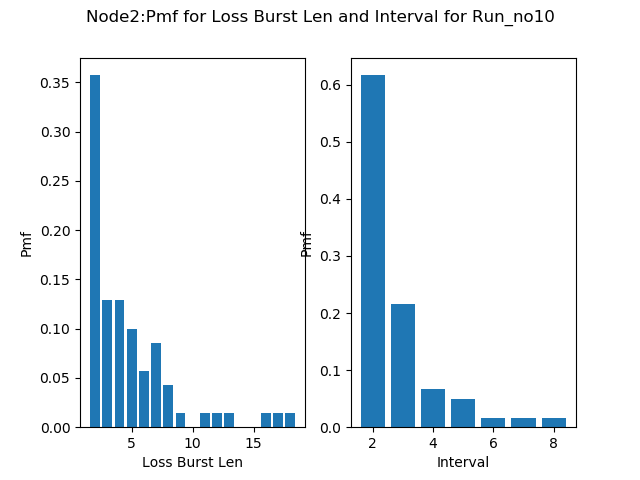 Node2:Pmf for Loss Burst Len and Interval for Run_no10
Pmf
0.35
0.30
0.25
0.20
0.15
0.10
0.05
0.00
5 10 15
Loss Burst Len
Pmf
0.6
0.5
0.4
0.3
0.2
0.1
0.0
2 4 6 8
Interval